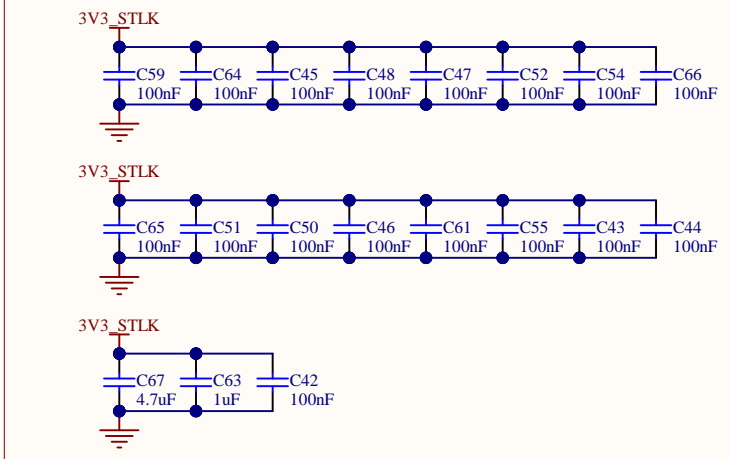 3V3_STLK
C59 C64 C45 C48 C47 C52 C54 C66
100nF 100nF 100nF 100nF 100nF 100nF 100nF 100nF
3V3_STLK
C65 C51 C50 C46 C61 C55 C43 C44
100nF 100nF 100nF 100nF 100nF 100nF 100nF 100nF
3V3_STLK
C67 C63 C42
4.7uF 1uF 100nF